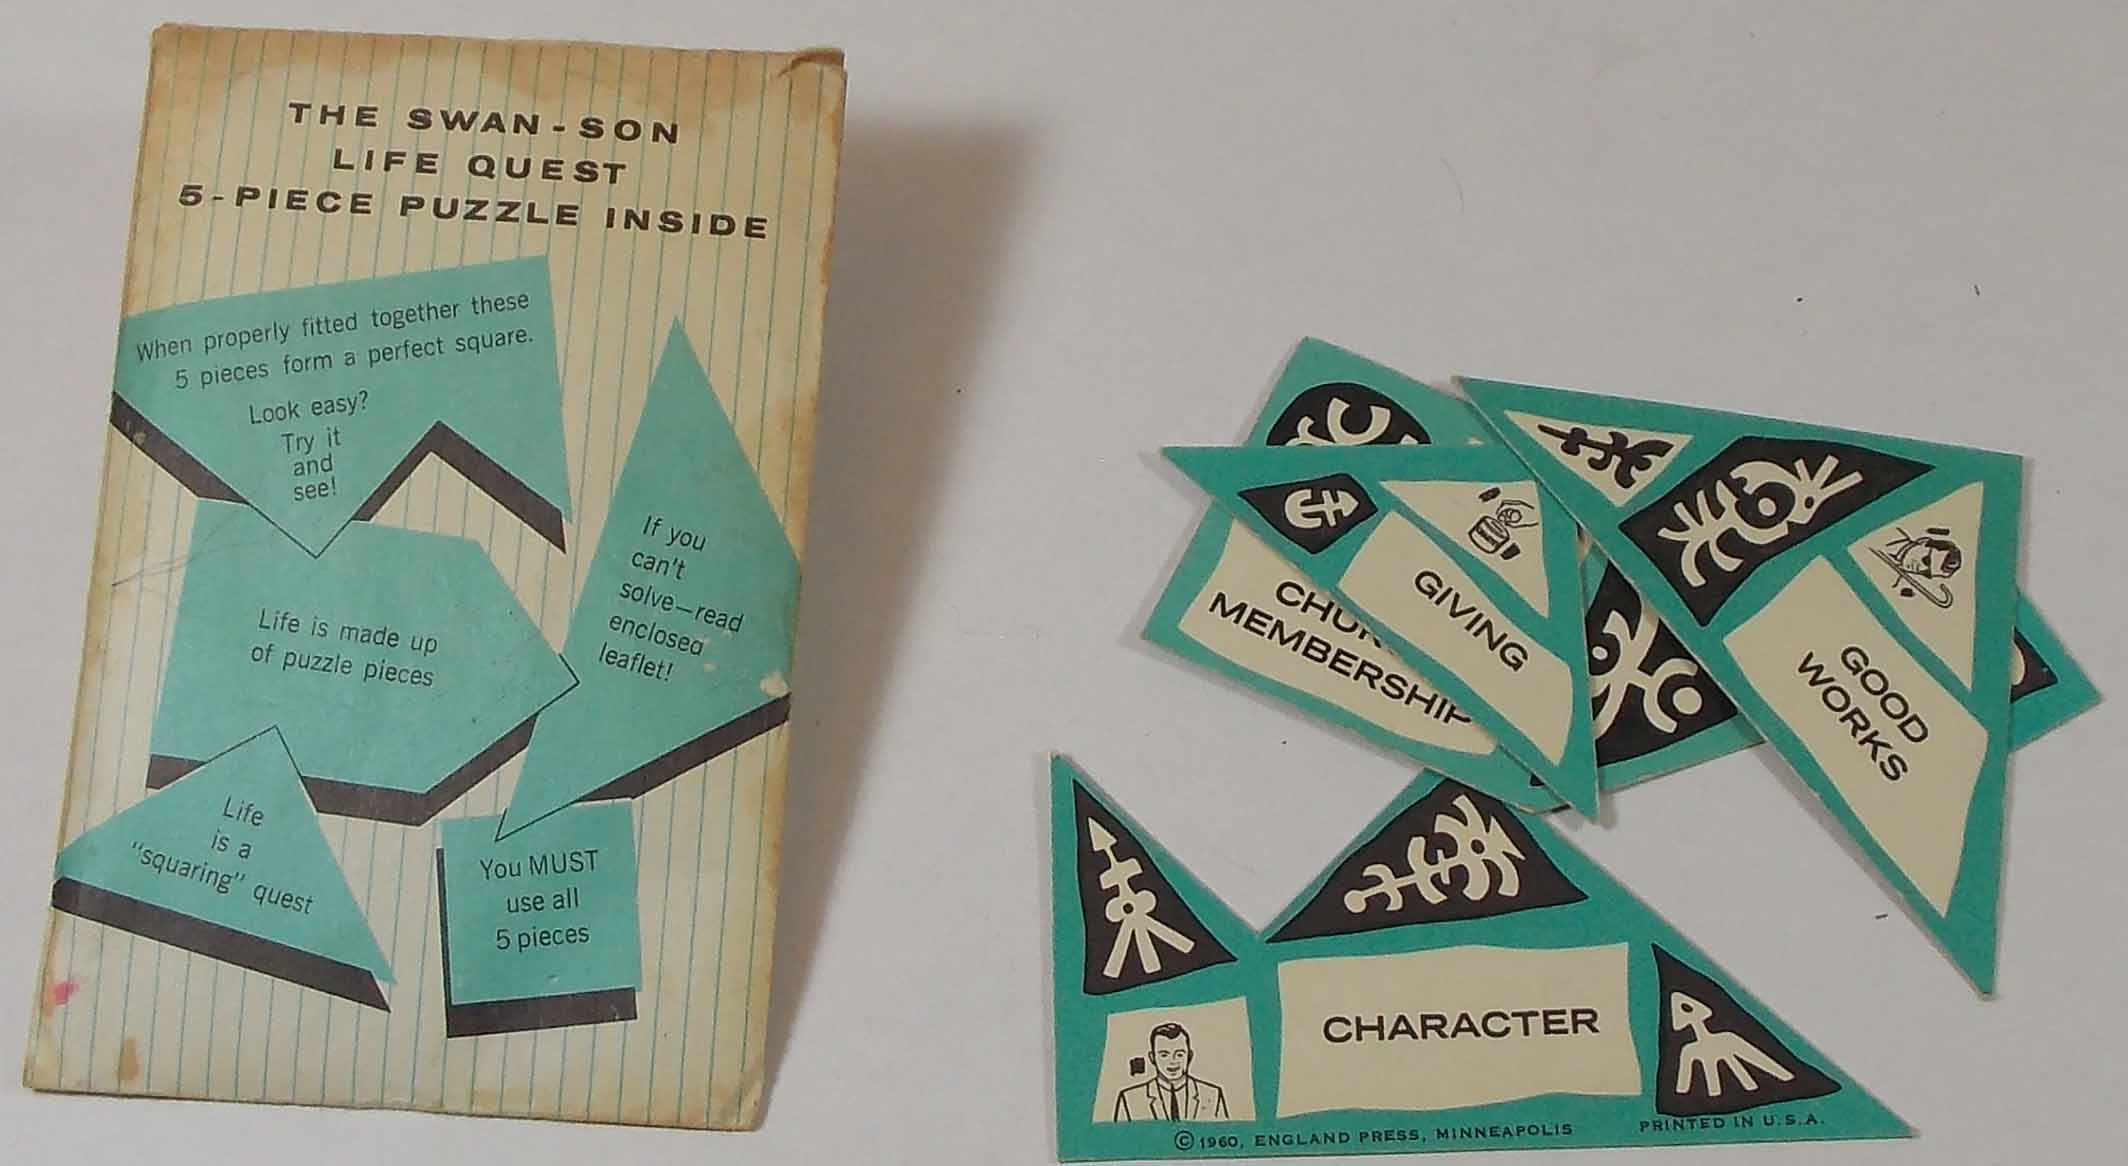 THE SWAN-SON
LIFE QUEST
5-PIECE PUZZLE INSIDE
When properly fitted together these
5 pieces form a perfect square.
Look easy?
Try it
and
see!
If you
can't
solve—read
enclosed
leaflet!
Life is made up
of puzzle pieces
Life
is a
"squaring" quest
You MUST
use all
5 pieces
CHUR
MEMBERSHIP
GIVING
GOOD
WORKS
CHARACTER
© 1960, ENGLAND PRESS, MINNEAPOLIS
PRINTED IN U.S.A.